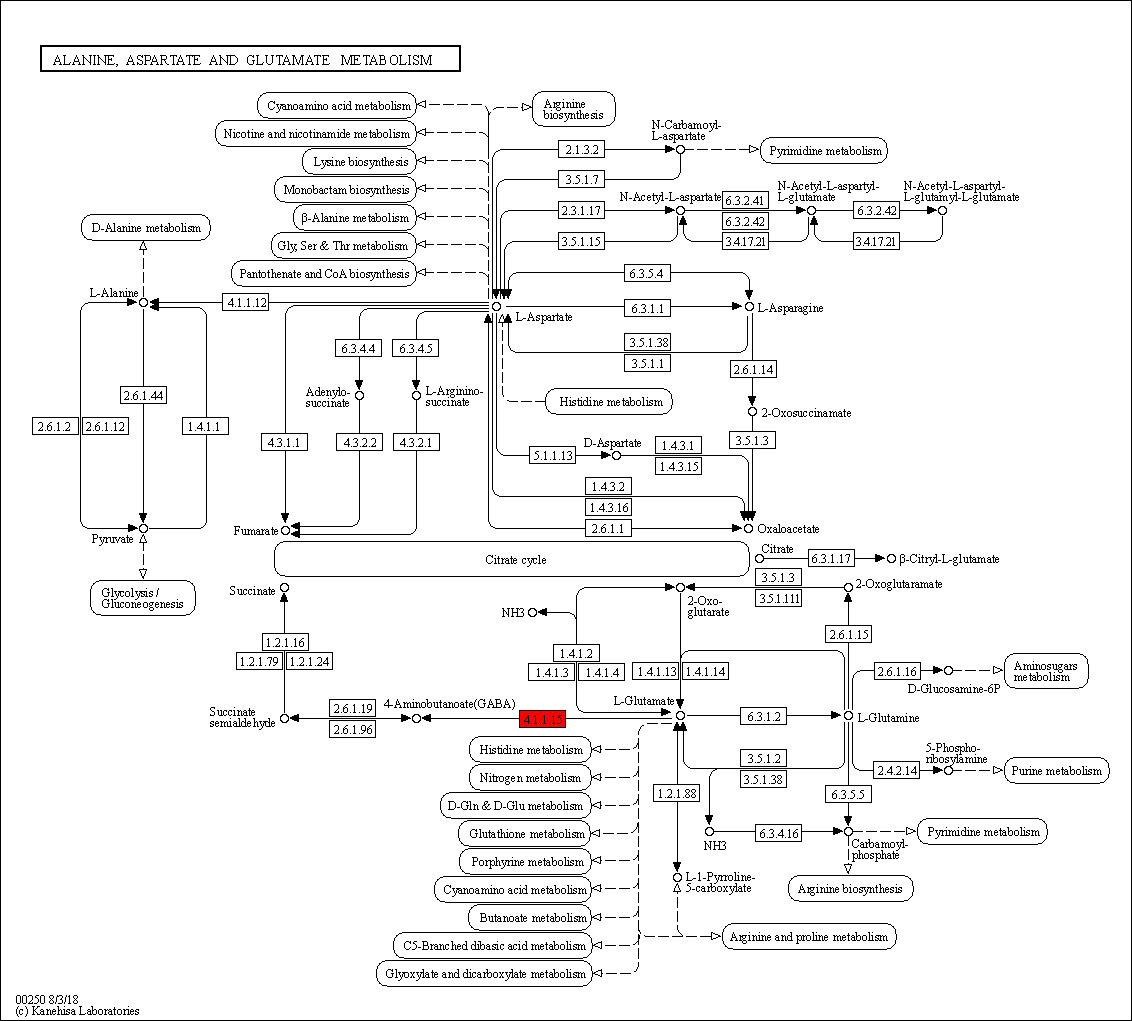 ALANINE, ASPARTATE AND GLUTAMATE METABOLISM
Cyanoamino acid metabolism
Arginine
biosynthesis
Nicotine and nicotinamide metabolism
N-Carbamoyl-
L-aspartate
2.1.3.2
Pyrimidine metabolism
Lysine biosynthesis
3.5.1.7
Monobactam biosynthesis
N-Acetyl-L-aspartate
6.3.2.41
N-Acetyl-L-aspartyl-
L-glutamate
N-Acetyl-L-aspartyl-
L-glutamyl-L-glutamate
β-Alanine metabolism
2.3.1.17
6.3.2.42
6.3.2.42
D-Alanine metabolism
Gly, Ser & Thr metabolism
3.5.1.15
3.4.17.21
3.4.17.21
Pantothenate and CoA biosynthesis
6.3.5.4
L-Alanine
4.1.1.12
L-Aspartate
6.3.1.1
L-Asparagine
6.3.4.4
6.3.4.5
3.5.1.38
3.5.1.1
2.6.1.14
2.6.1.44
Adenylo-
succinate
L-Arginino-
succinate
Histidine metabolism
2-Oxosuccinamate
2.6.1.2
2.6.1.12
1.4.1.1
4.3.1.1
4.3.2.2
4.3.2.1
D-Aspartate
3.5.1.3
5.1.1.13
1.4.3.1
1.4.3.15
1.4.3.2
1.4.3.16
Pyruvate
Fumarate
2.6.1.1
Oxaloacetate
Citrate cycle
Citrate
6.3.1.17
β-Citryl-L-glutamate
Glycolysis /
Gluconeogenesis
Succinate
2-Oxo-
glutarate
3.5.1.3
3.5.1.111
2-Oxoglutaramate
NH3
1.2.1.16
1.2.1.79
1.2.1.24
1.4.1.2
1.4.1.3
1.4.1.4
1.4.1.13
1.4.1.14
2.6.1.15
2.6.1.16
D-Glucosamine-6P
Aminosugars
metabolism
Succinate
semialdehyde
2.6.1.19
2.6.1.96
4-Aminobutanoate(GABA)
4.1.1.15
L-Glutamate
6.3.1.2
L-Glutamine
Histidine metabolism
3.5.1.2
3.5.1.38
5-Phospho-
ribosylamine
2.4.2.14
Purine metabolism
Nitrogen metabolism
1.2.1.88
6.3.5.5
D-Gln & D-Glu metabolism
Glutathione metabolism
NH3
6.3.4.16
Carbamoyl-
phosphate
Pyrimidine metabolism
Porphyrine metabolism
Cyanoamino acid metabolism
L-1-Pyrroline-
5-carboxylate
Arginine biosynthesis
Butanoate metabolism
C5-Branched dibasic acid metabolism
Arginine and proline metabolism
Glyoxylate and dicarboxylate metabolism
00250 8/3/18
(c) Kanehisa Laboratories